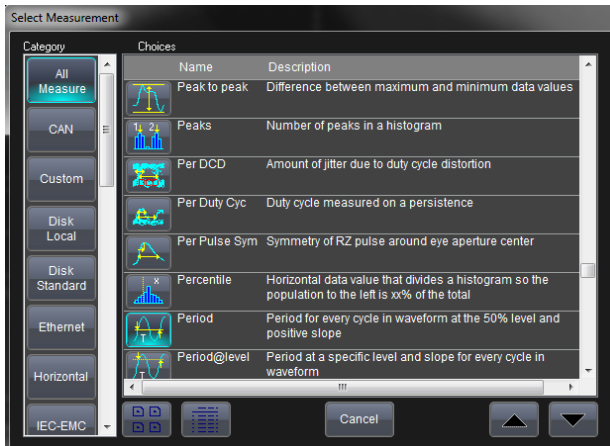 Select Measurement
Category
Choices
All
Measure
CAN
Custom
Disk
Local
Disk
Standard
Ethernet
Horizontal
IEC-EMC
Name Description
Peak to peak Difference between maximum and minimum data values
Peaks Number of peaks in a histogram
Per DCD Amount of jitter due to duty cycle distortion
Per Duty Cyc Duty cycle measured on a persistence
Per Pulse Sym Symmetry of RZ pulse around eye aperture center
Percentile Horizontal data value that divides a histogram so the
population to the left is xx% of the total
Period Period for every cycle in waveform at the 50% level and
positive slope
Period@level Period at a specific level and slope for every cycle in
waveform
Cancel